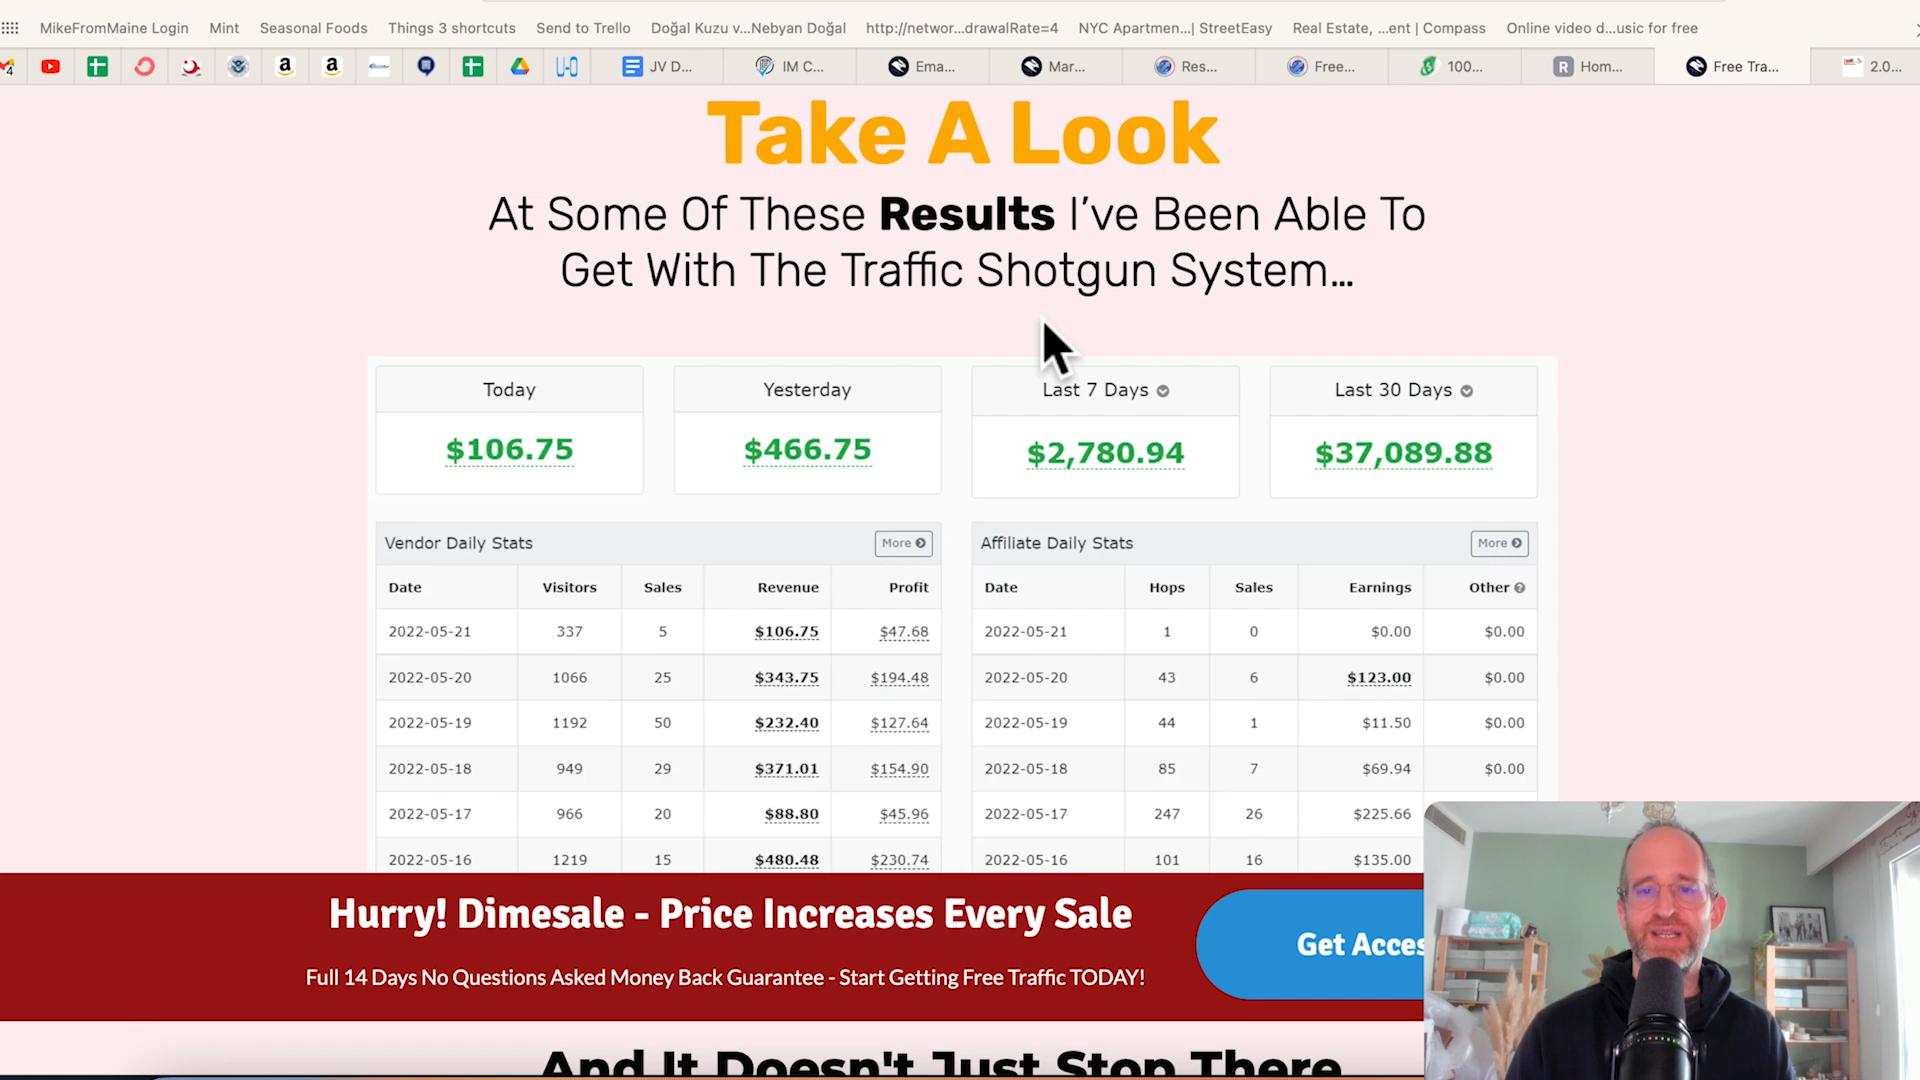 MikeFromMaine Login Mint Seasonal Foods Things 3 shortcuts Send to Trello Doğal Kuzu v...Nebyan Doğal http://networ...drawalRate=4 NYC Apartmen...| StreetEasy Real Estate, ...ent | Compass Online video d...usic for free
JV D... IM C... Ema... Mar... Res... Free... 100... R Hom... Free Tra... 2.0...
Take A Look
At Some Of These Results I've Been Able To
Get With The Traffic Shotgun System...
Today Yesterday Last 7 Days Last 30 Days
$106.75 $466.75 $2,780.94 $37,089.88
Vendor Daily Stats More Affiliate Daily Stats More
Date Visitors Sales Revenue Profit Date Hops Sales Earnings Other
2022-05-21 337 5 $106.75 $47.68 2022-05-21 1 0 $0.00 $0.00
2022-05-20 1066 25 $343.75 $194.48 2022-05-20 43 6 $123.00 $0.00
2022-05-19 1192 50 $232.40 $127.64 2022-05-19 44 1 $11.50 $0.00
2022-05-18 949 29 $371.01 $154.90 2022-05-18 85 7 $69.94 $0.00
2022-05-17 966 20 $88.80 $45.96 2022-05-17 247 26 $225.66
2022-05-16 1219 15 $480.48 $230.74 2022-05-16 101 16 $135.00
Hurry! Dimesale - Price Increases Every Sale
Full 14 Days No Questions Asked Money Back Guarantee - Start Getting Free Traffic TODAY!
Get Acces
And It Doesn't Just Stop There